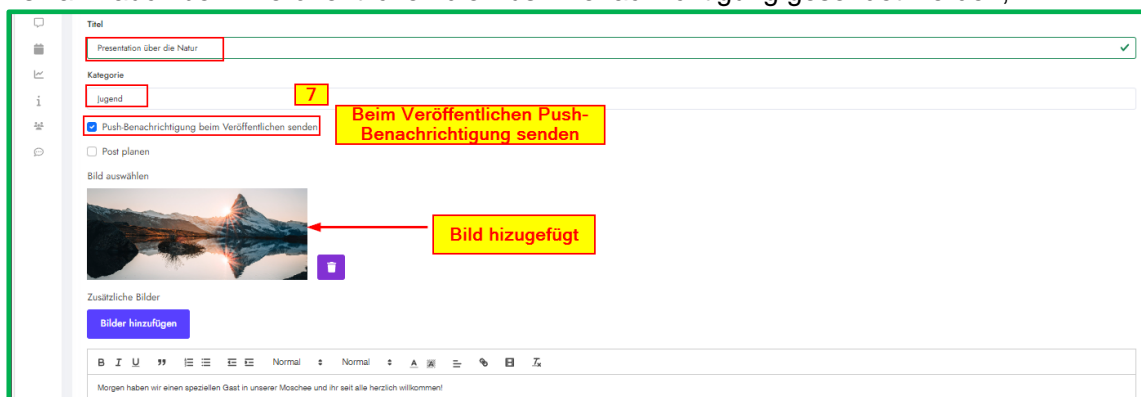 Titel
Presentation über die Natur
Kategorie
Jugend
7
Push-Benachrichtigung beim Veröffentlichen senden
Beim Veröffentlichen Push-
Benachrichtigung senden
Post planen
Bild auswählen
Bild hizugefügt
Zusätzliche Bilder
Bilder hinzufügen
B I U Normal Normal A
Morgen haben wir einen speziellen Gast in unserer Moschee und ihr seit alle herzlich willkommen!